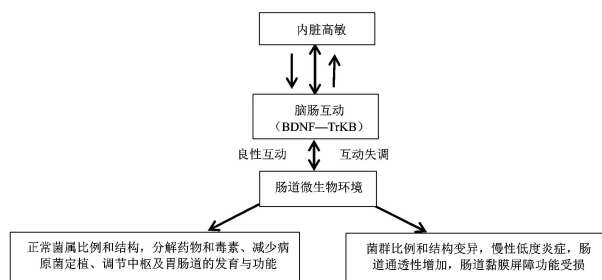 内脏高敏
脑肠互动
（BDNF—TrKB）
良性互动 互动失调
肠道微生物环境
正常菌属比例和结构，分解药物和毒素、减少病
原菌定植、调节中枢及胃肠道的发育与功能
菌群比例和结构变异，慢性低度炎症，肠
道通透性增加，肠道黏膜屏障功能受损